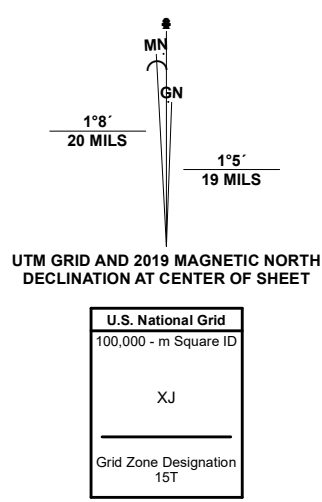 MN
GN
1°8´
20 MILS
1°5´
19 MILS
UTM GRID AND 2019 MAGNETIC NORTH
DECLINATION AT CENTER OF SHEET
U.S. National Grid
100,000 - m Square ID
XJ
Grid Zone Designation
15T